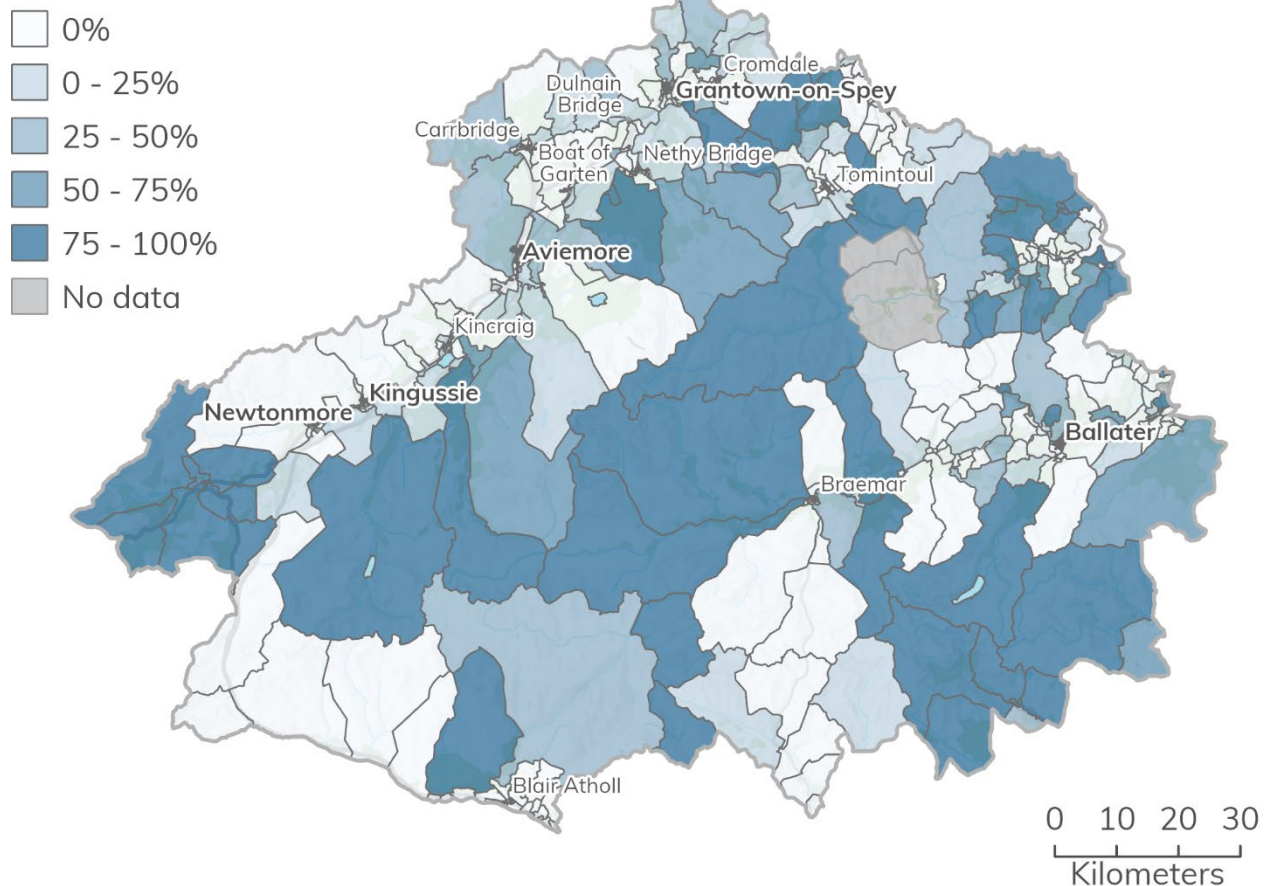 0%
0 - 25%
25 - 50%
50 - 75%
75 - 100%
No data
Cromdale
Dulnain
Bridge
Grantown-on-Spey
Carrbridge
Boat of
Garten
Nethy Bridge
Tomintoul
Aviemore
Kincraig
Kingussie
Newtonmore
Ballater
Braemar
Blair Atholl
0 10 20 30
Kilometers